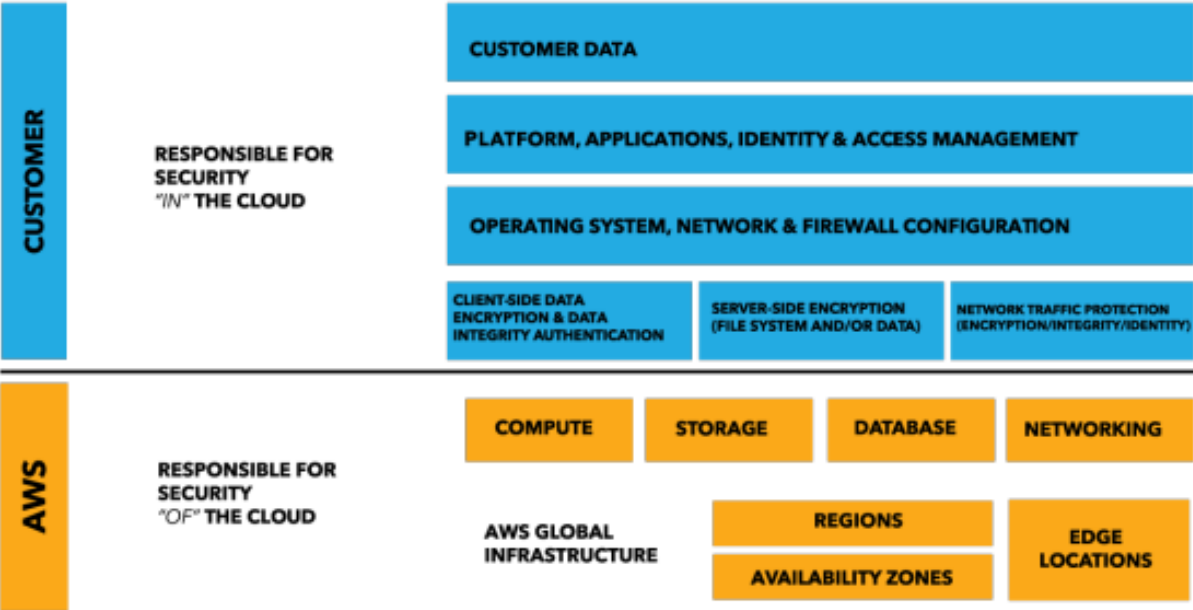 CUSTOMER
RESPONSIBLE FOR
SECURITY
"IN" THE CLOUD
CUSTOMER DATA
PLATFORM, APPLICATIONS, IDENTITY & ACCESS MANAGEMENT
OPERATING SYSTEM, NETWORK & FIREWALL CONFIGURATION
CLIENT-SIDE DATA
ENCRYPTION & DATA
INTEGRITY AUTHENTICATION
SERVER-SIDE ENCRYPTION
(FILE SYSTEM AND/OR DATA)
NETWORK TRAFFIC PROTECTION
(ENCRYPTION/INTEGRITY/IDENTITY)
AWS
RESPONSIBLE FOR
SECURITY
"OF" THE CLOUD
COMPUTE
STORAGE
DATABASE
NETWORKING
AWS GLOBAL
INFRASTRUCTURE
REGIONS
AVAILABILITY ZONES
EDGE
LOCATIONS